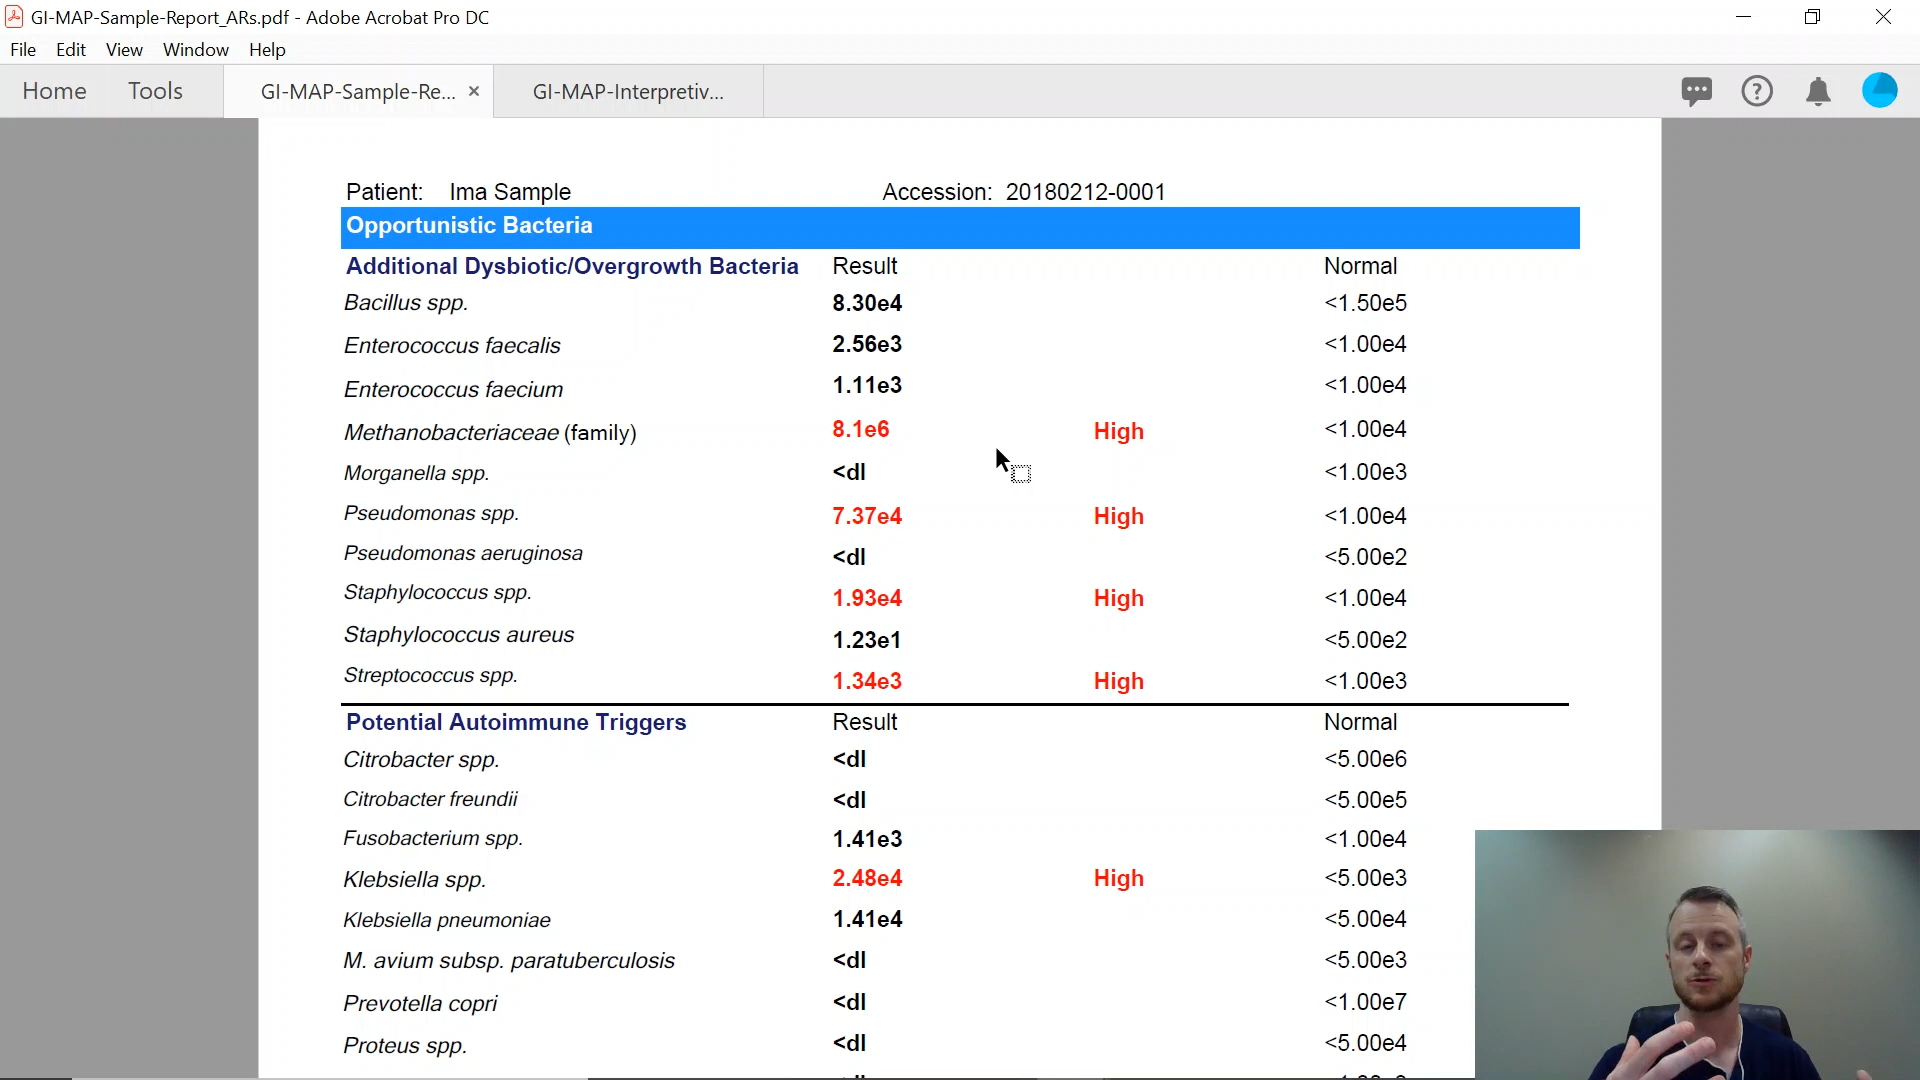 GI-MAP-Sample-Report_ARs.pdf - Adobe Acrobat Pro DC
File Edit View Window Help
Home Tools GI-MAP-Sample-Re... × GI-MAP-Interpretiv...
Patient: Ima Sample Accession: 20180212-0001
Opportunistic Bacteria
Additional Dysbiotic/Overgrowth Bacteria Result Normal
Bacillus spp. 8.30e4 <1.50e5
Enterococcus faecalis 2.56e3 <1.00e4
Enterococcus faecium 1.11e3 <1.00e4
Methanobacteriaceae (family) 8.1e6 High <1.00e4
Morganella spp. <dl <1.00e3
Pseudomonas spp. 7.37e4 High <1.00e4
Pseudomonas aeruginosa <dl <5.00e2
Staphylococcus spp. 1.93e4 High <1.00e4
Staphylococcus aureus 1.23e1 <5.00e2
Streptococcus spp. 1.34e3 High <1.00e3
Potential Autoimmune Triggers Result Normal
Citrobacter spp. <dl <5.00e6
Citrobacter freundii <dl <5.00e5
Fusobacterium spp. 1.41e3 <1.00e4
Klebsiella spp. 2.48e4 High <5.00e3
Klebsiella pneumoniae 1.41e4 <5.00e4
M. avium subsp. paratuberculosis <dl <5.00e3
Prevotella copri <dl <1.00e7
Proteus spp. <dl <5.00e4